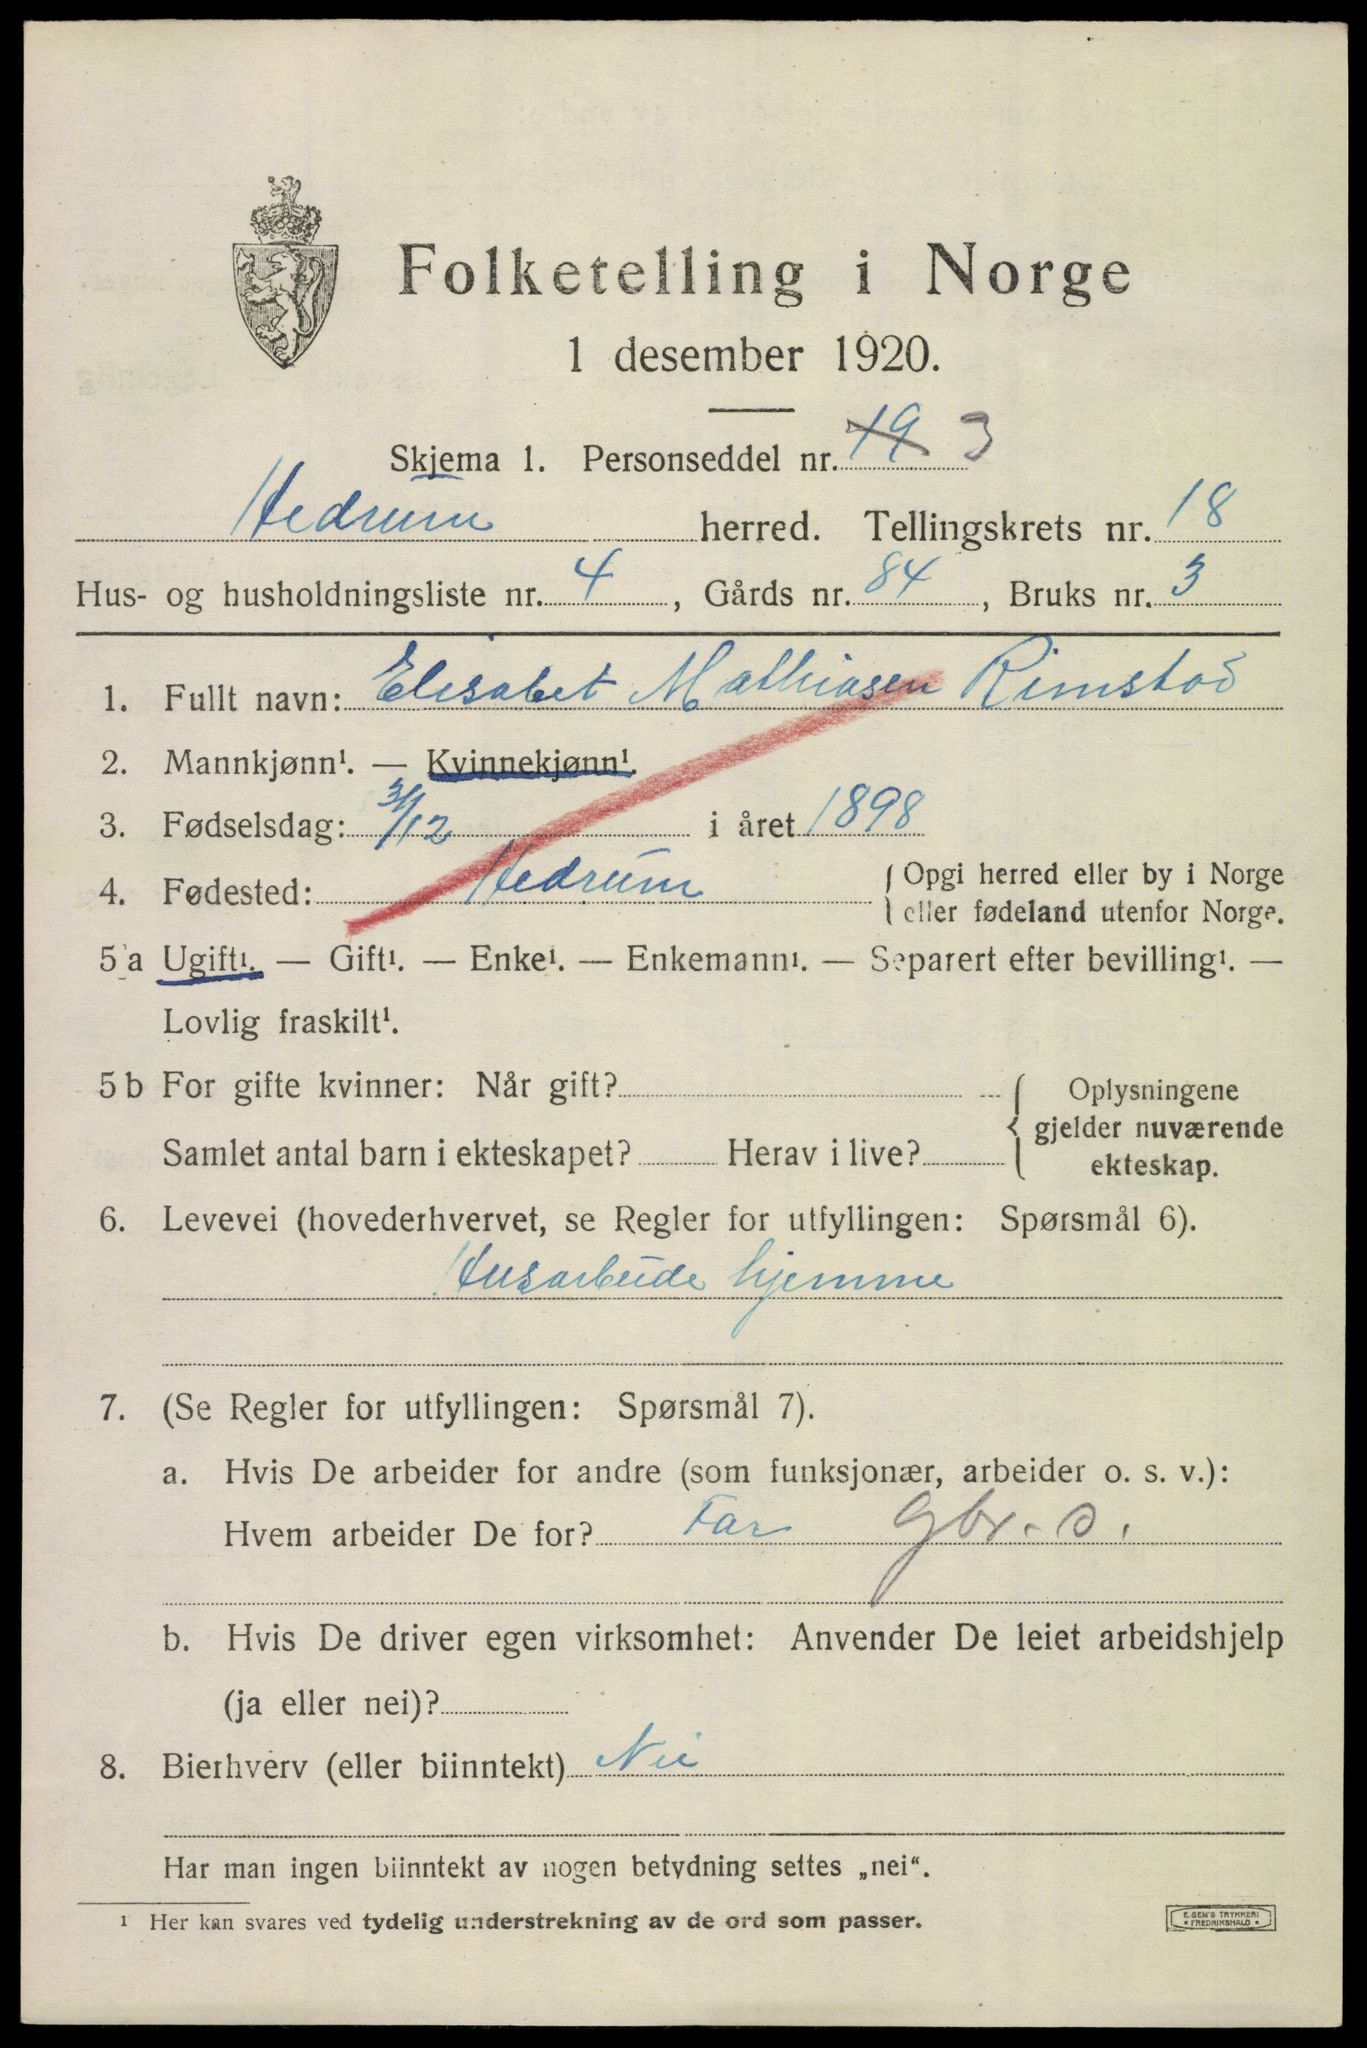 Folketelling i Norge
1 desember 1920.
Skjema 1. Personseddel nr. 19 3
Hedrum herred. Tellingskrets nr. 18
Hus- og husholdningsliste nr. 4, Gårds nr. 84, Bruks nr. 3
1. Fullt navn: Elisabet Mathiasen Rimstad
2. Mannkjønn¹. — Kvinnekjønn¹.
3. Fødselsdag: /12 i året 1898
4. Fødested: Hedrum { Opgi herred eller by i Norge
eller fødeland utenfor Norge.
5 a Ugift¹. — Gift¹. — Enke¹. — Enkemann¹. — Separert efter bevilling¹. —
Lovlig fraskilt¹.
5 b For gifte kvinner: Når gift?
Samlet antal barn i ekteskapet? Herav i live?
{ Oplysningene
gjelder nuværende
ekteskap.
6. Levevei (hovederhvervet, se Regler for utfyllingen: Spørsmål 6).
Husarbeide hjemme
7. (Se Regler for utfyllingen: Spørsmål 7).
a. Hvis De arbeider for andre (som funksjonær, arbeider o. s. v.):
Hvem arbeider De for? Far gbr. s.
b. Hvis De driver egen virksomhet: Anvender De leiet arbeidshjelp
(ja eller nei)?
8. Bierhverv (eller biinntekt) Nei
Har man ingen biinntekt av nogen betydning settes „nei“.
¹ Her kan svares ved tydelig understrekning av de ord som passer.
E. SEM'S TRYKKERI
* FREDRIKSHALD *